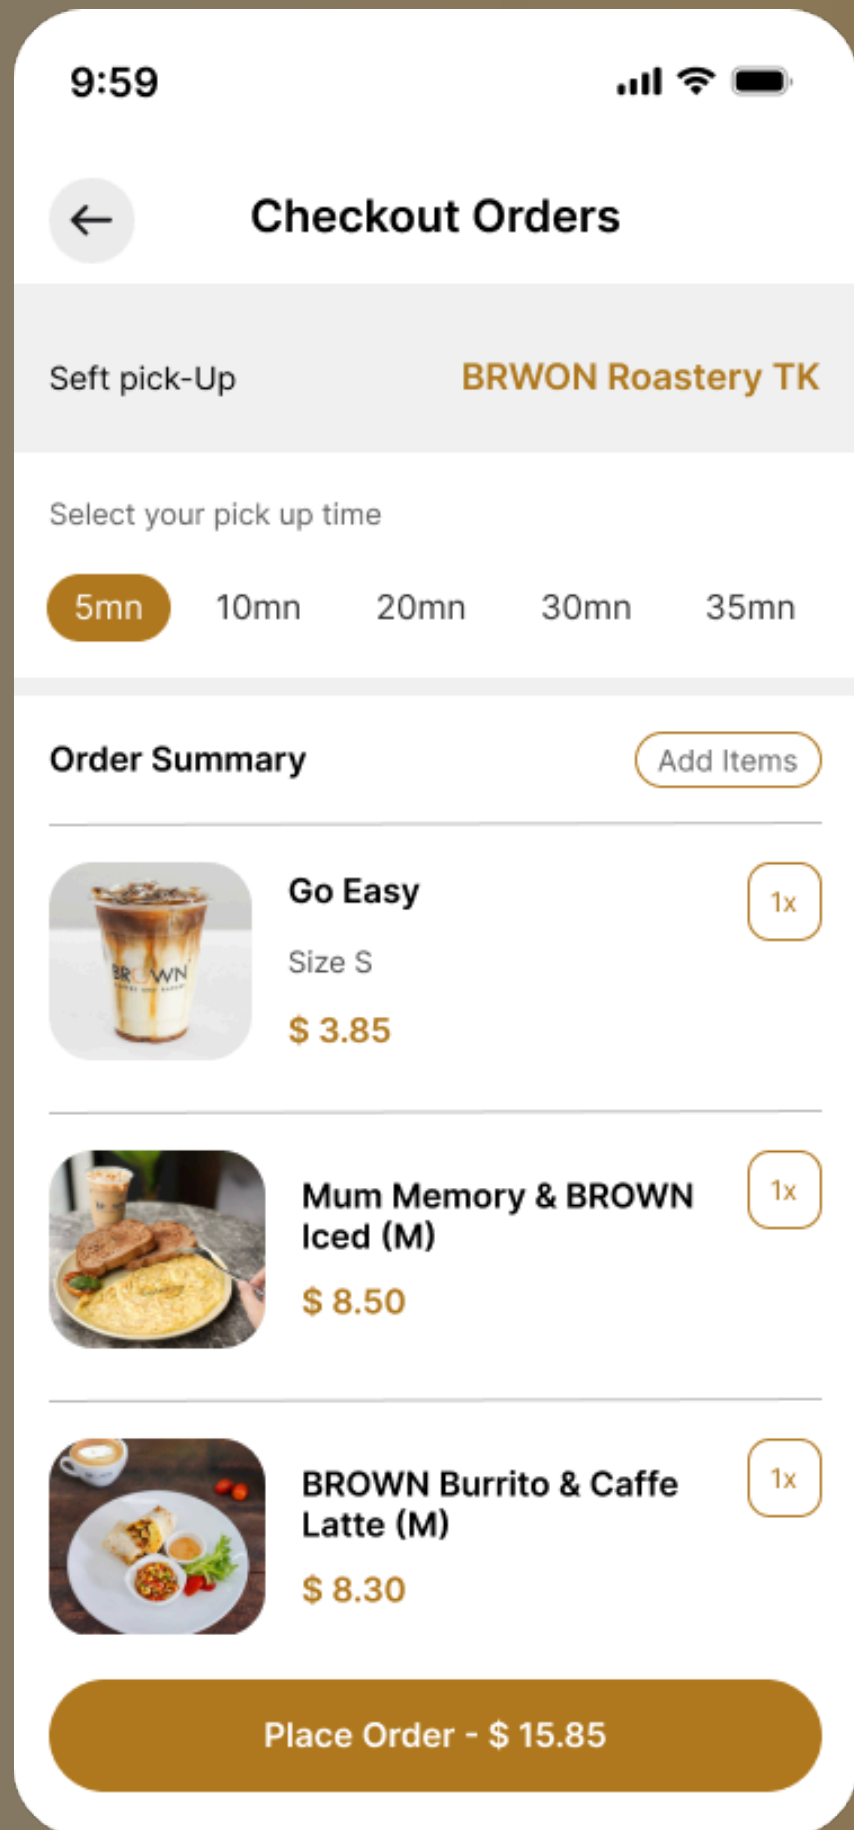 9:59
Checkout Orders
Seft pick-Up
BRWON Roastery TK
Select your pick up time
5mn 10mn 20mn 30mn 35mn
Order Summary
Add Items
Go Easy
1x
Size S
$ 3.85
BROWN
Mum Memory & BROWN
Iced (M)
1x
$ 8.50
BROWN Burrito & Caffe
Latte (M)
1x
$ 8.30
Place Order - $ 15.85